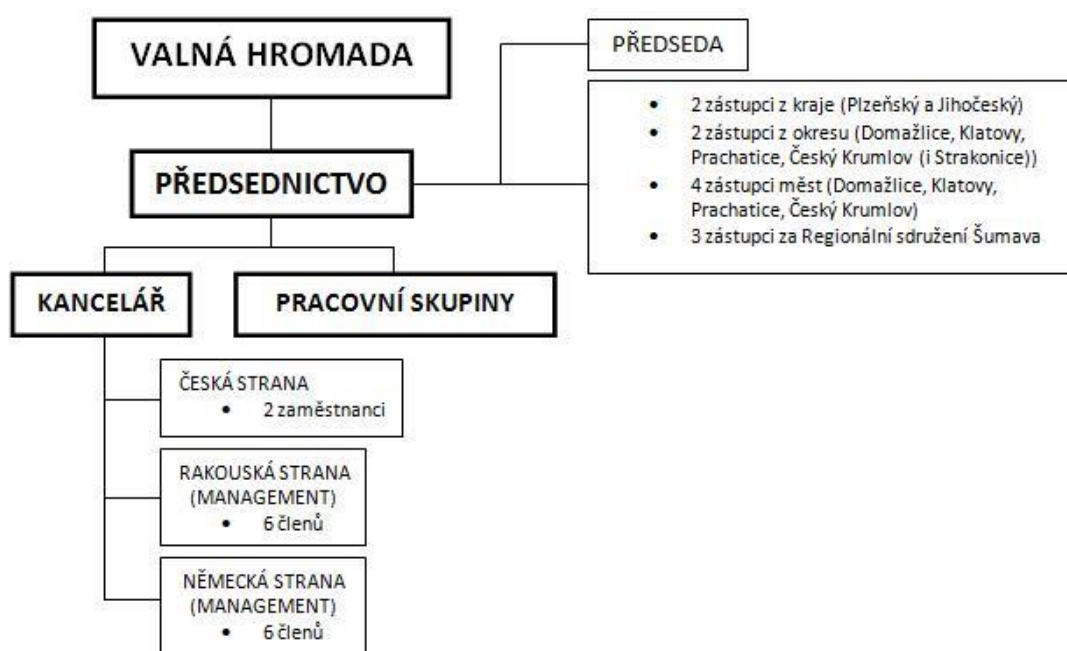 VALNÁ HROMADA
PŘEDSEDA
• 2 zástupci z kraje (Plzeňský a Jihočeský)
• 2 zástupci z okresu (Domažlice, Klatovy,
Prachatice, Český Krumlov (i Strakonice))
• 4 zástupci měst (Domažlice, Klatovy,
Prachatice, Český Krumlov)
• 3 zástupci za Regionální sdružení Šumava
PŘEDSEDNICTVO
KANCELÁŘ
PRACOVNÍ SKUPINY
ČESKÁ STRANA
• 2 zaměstnanci
RAKOUSKÁ STRANA
(MANAGEMENT)
• 6 členů
NĚMECKÁ STRANA
(MANAGEMENT)
• 6 členů